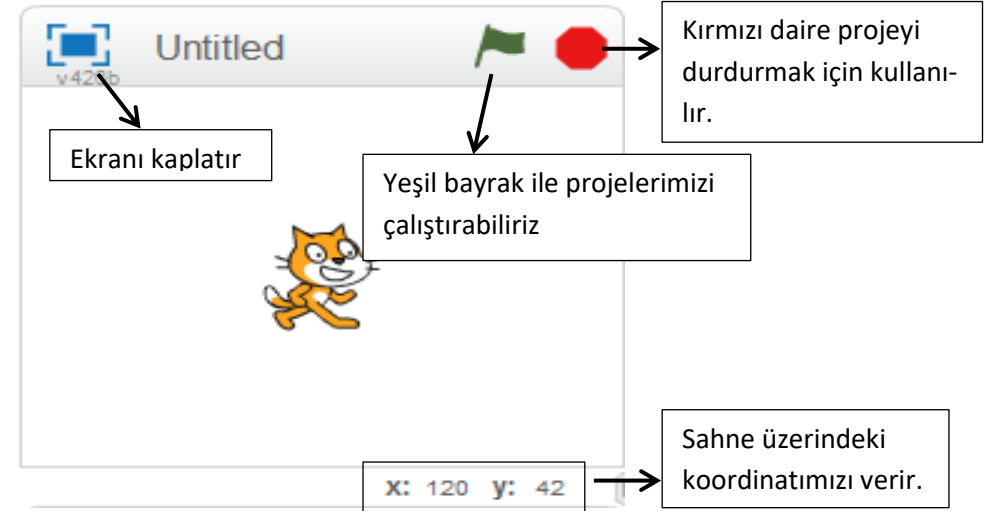 Untitled
v426b
Kırmızı daire projeyi
durdurmak için kullanı-
lır.
Ekranı kaplatır
Yeşil bayrak ile projelerimizi
çalıştırabiliriz
Sahne üzerindeki
koordinatımızı verir.
x: 120 y: 42